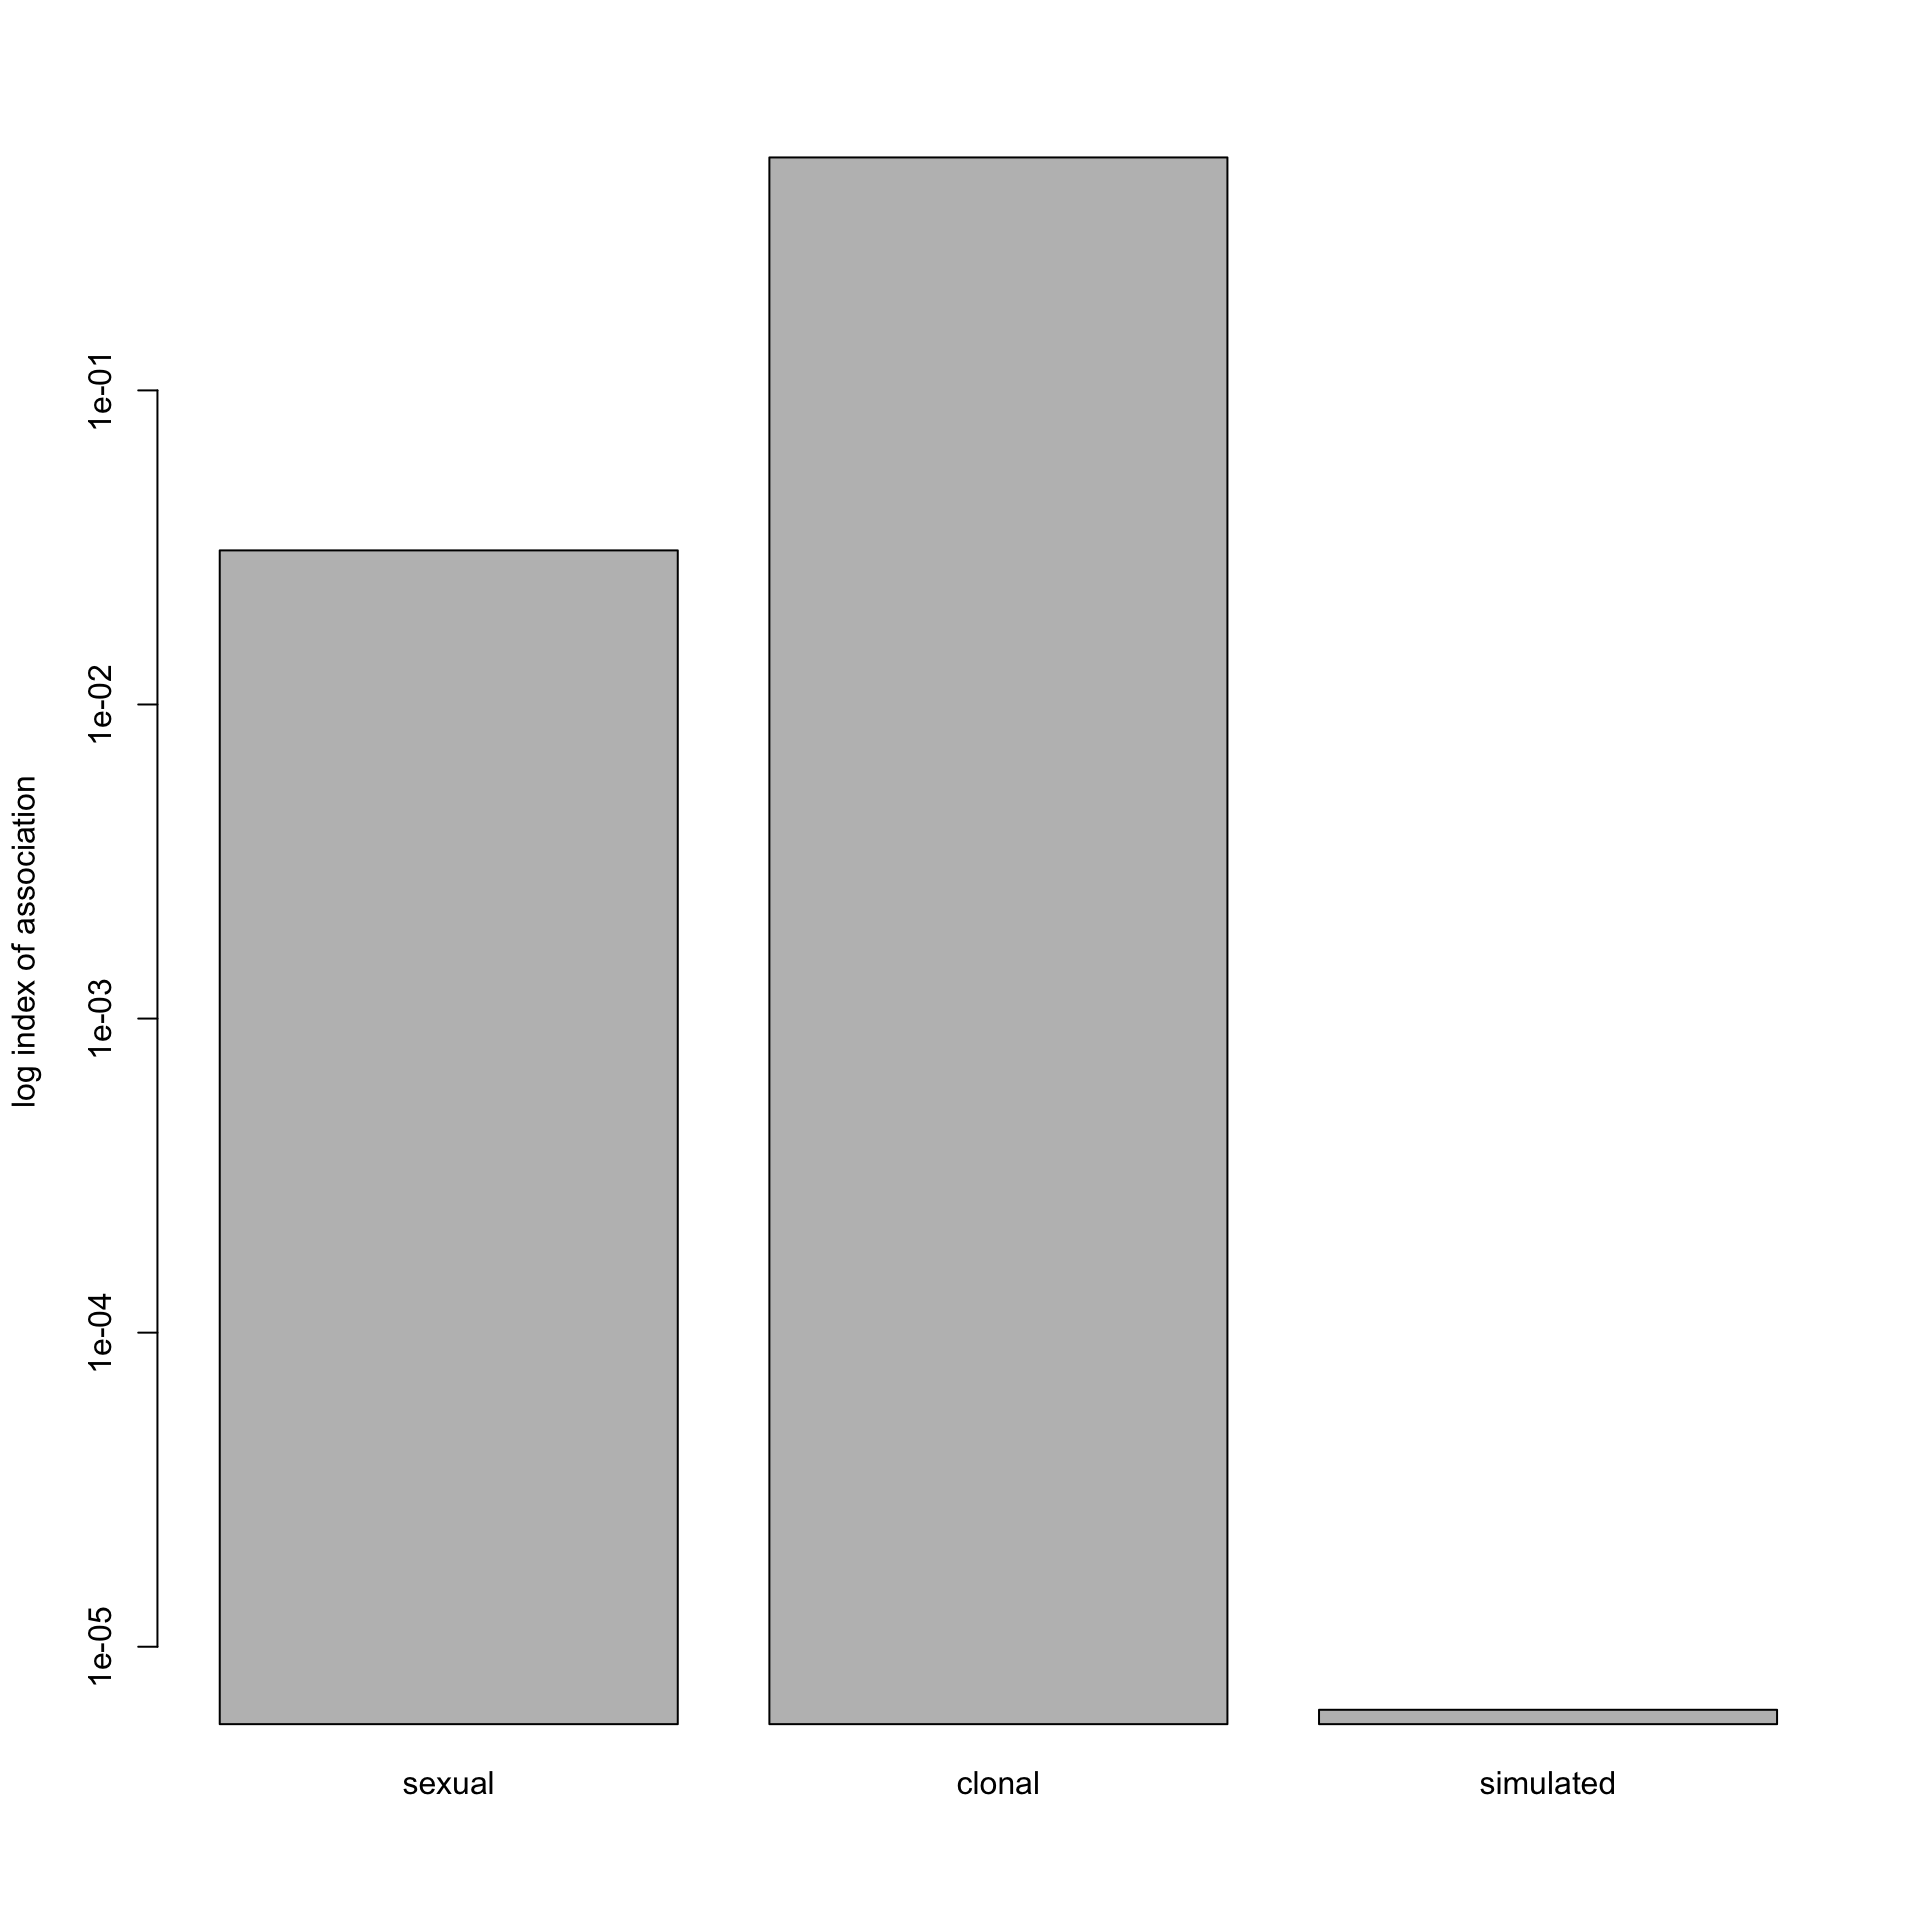 log index of association
1e-01
1e-02
1e-03
1e-04
1e-05
sexual
clonal
simulated